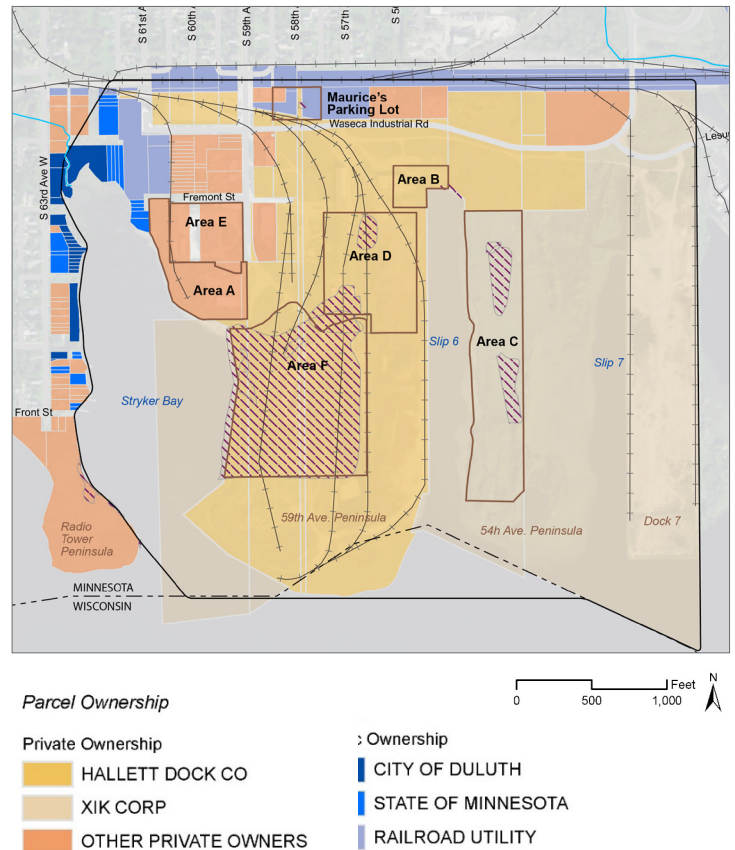 S 61st A
S 60th
S 59th A
S 58th
S 57th
S 5
Maurice's
Parking Lot
Waseca Industrial Rd
Lesu
S 63rd Ave W
Area B
Fremont St
Area E
Area D
Area A
Slip 6
Area C
Area F
Slip 7
Stryker Bay
Front St
59th Ave. Peninsula
Radio
Tower
Peninsula
54h Ave. Peninsula
Dock 7
MINNESOTA
WISCONSIN
Feet
N
0
500
1,000
Parcel Ownership
Private Ownership
c Ownership
HALLETT DOCK CO
CITY OF DULUTH
XIK CORP
STATE OF MINNESOTA
OTHER PRIVATE OWNERS
RAILROAD UTILITY